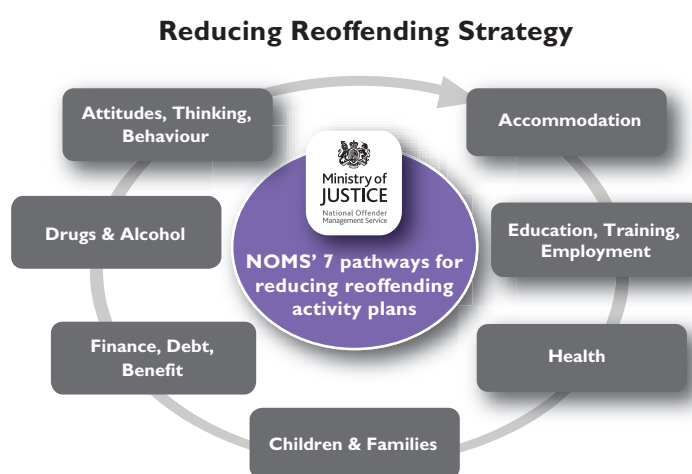 Reducing Reoffending Strategy
Attitudes, Thinking,
Behaviour
Accommodation
Ministry of
JUSTICE
National Offender
Management Service
Drugs & Alcohol
NOMS' 7 pathways for
reducing reoffending
activity plans
Education, Training,
Employment
Finance, Debt,
Benefit
Health
Children & Families